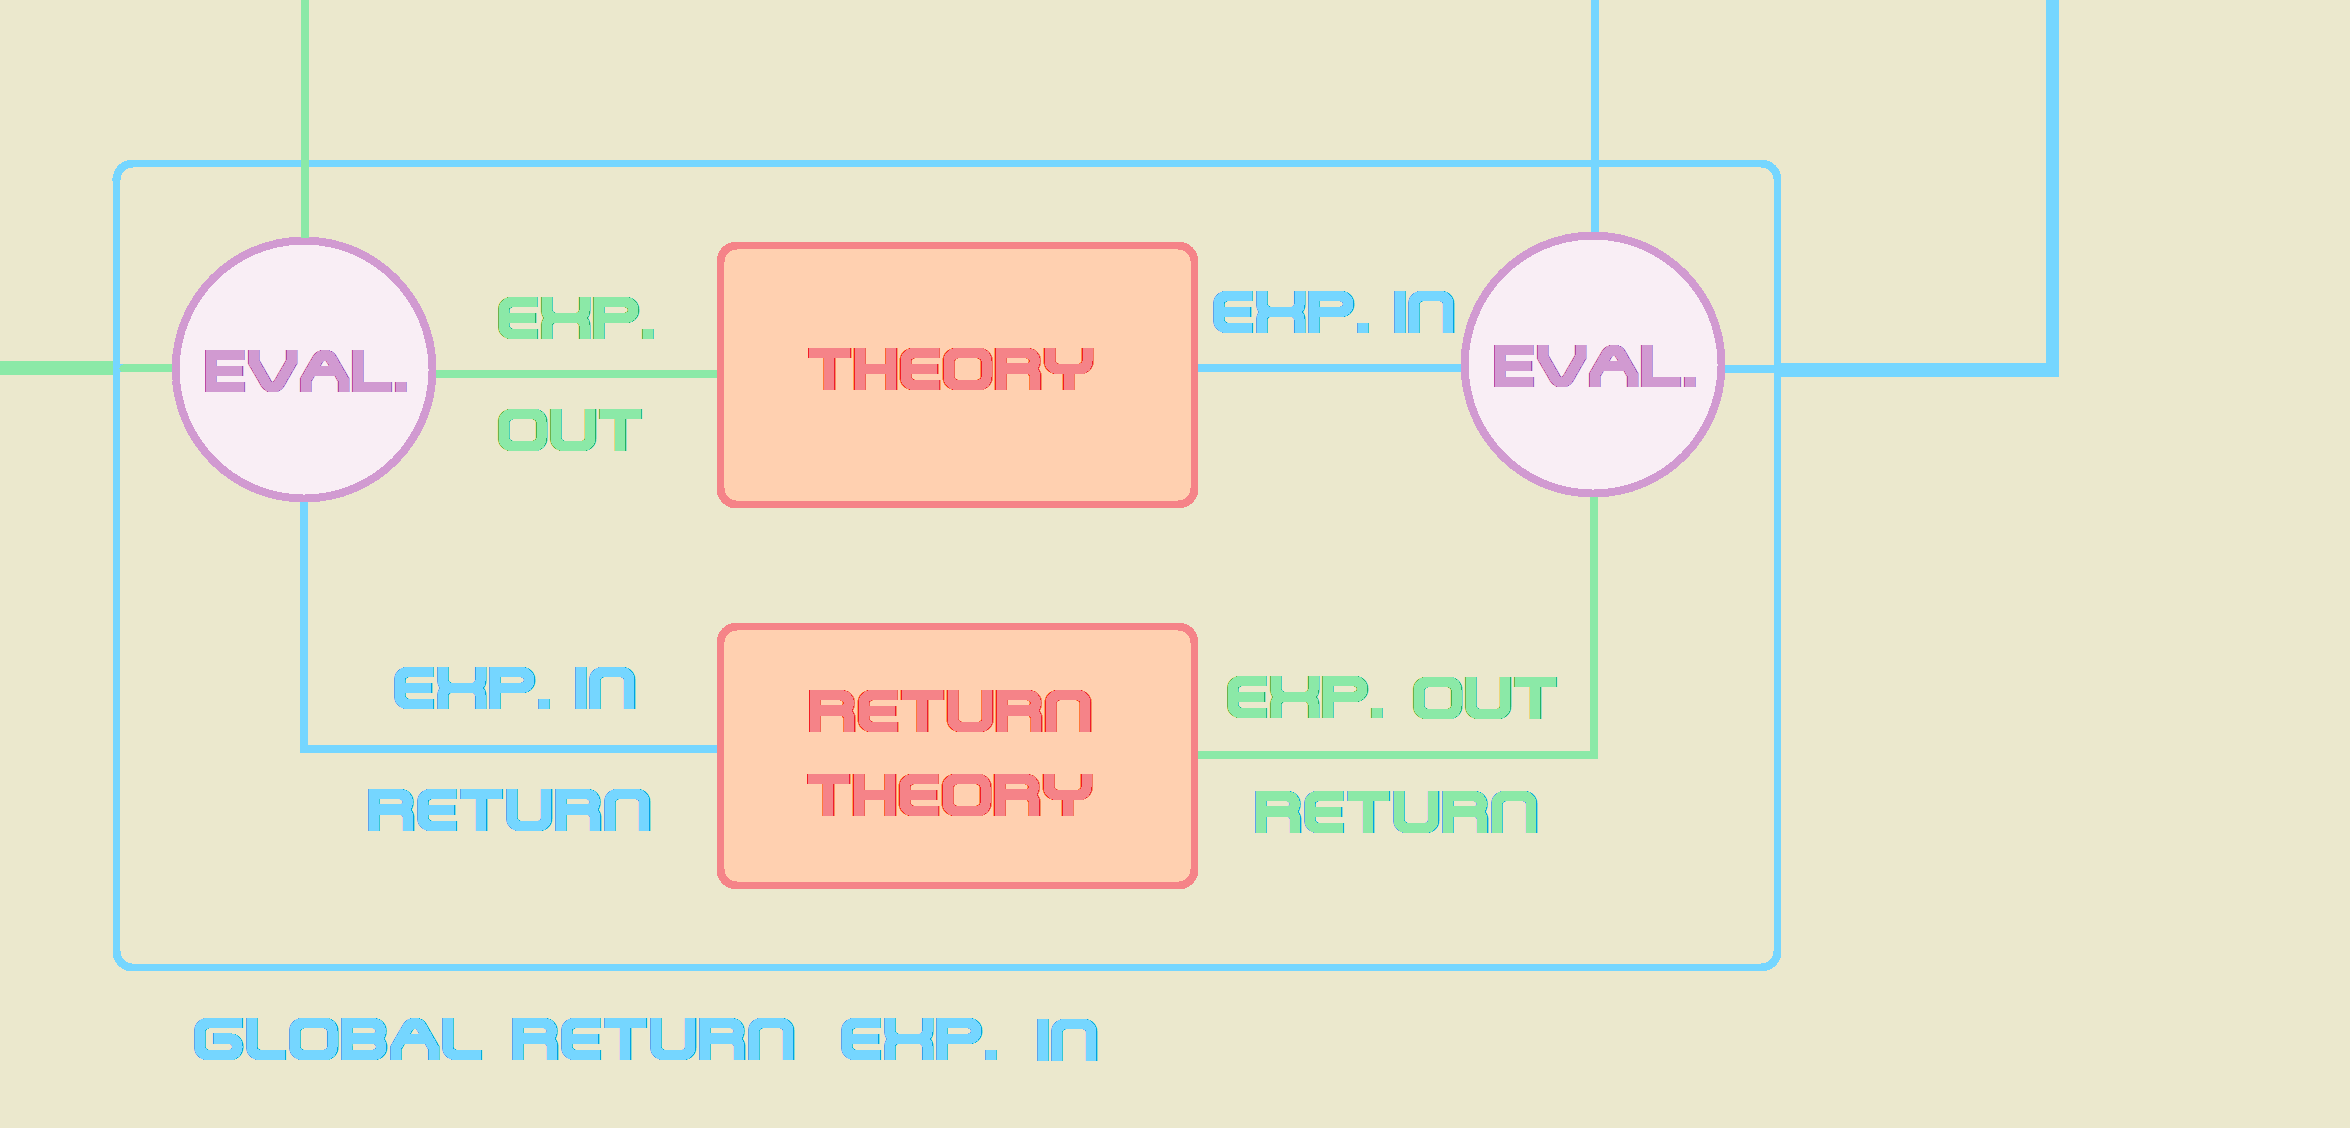 EVAL.
EXP.
OUT
THEORY
EXP. IN
EVAL.
EXP. IN
RETURN
RETURN
THEORY
EXP. OUT
RETURN
GLOBAL RETURN EXP. IN